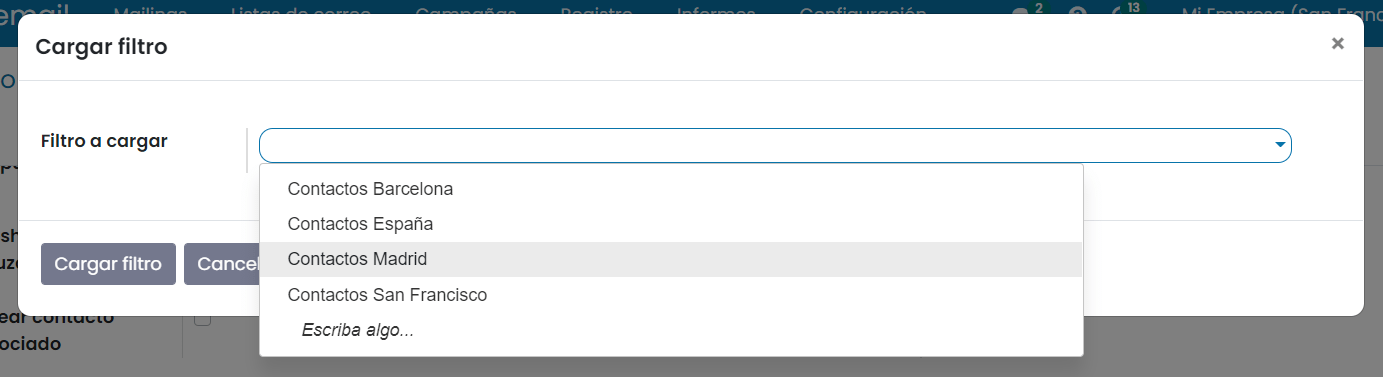 email Mailings Listas de correo Campañas Registro Informes Configuración 2 13 Mi Empresa (San Franc
Cargar filtro ×
Filtro a cargar
Contactos Barcelona
Contactos España
Contactos Madrid
Contactos San Francisco
Escriba algo...
Cargar filtro Cancel
ear contacto
ociado